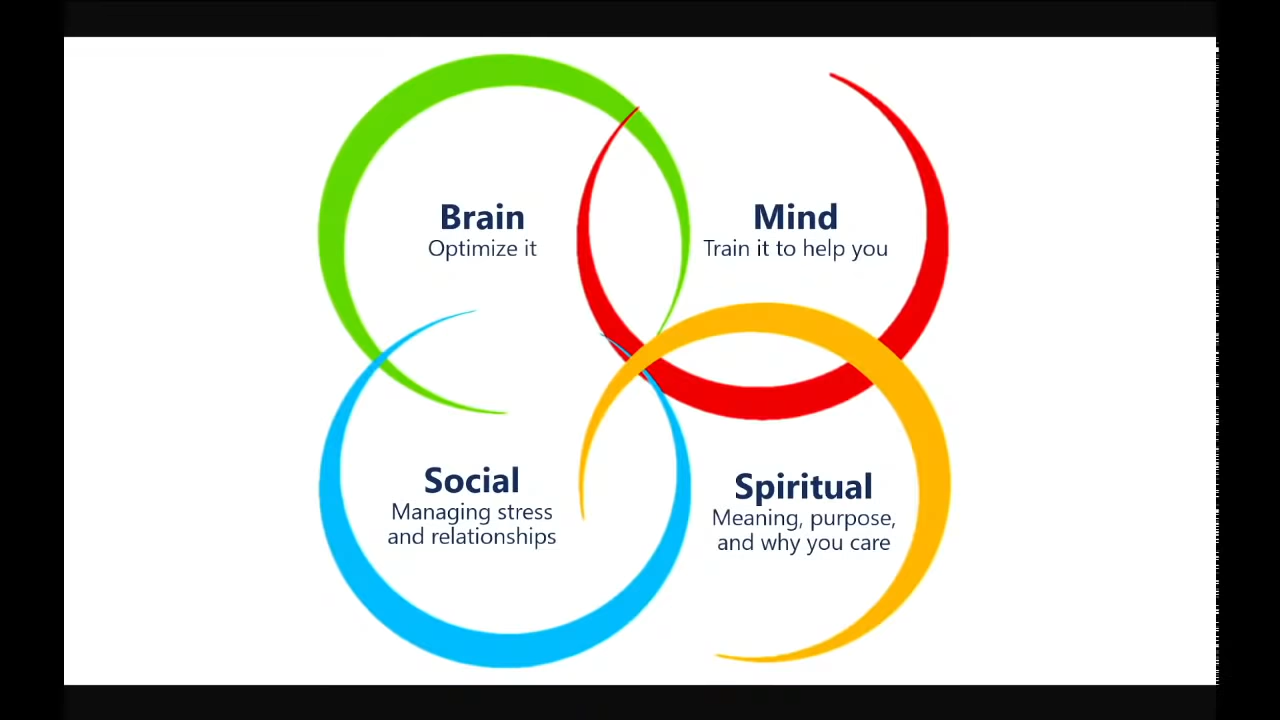 Brain
Optimize it
Mind
Train it to help you
Social
Managing stress
and relationships
Spiritual
Meaning, purpose,
and why you care